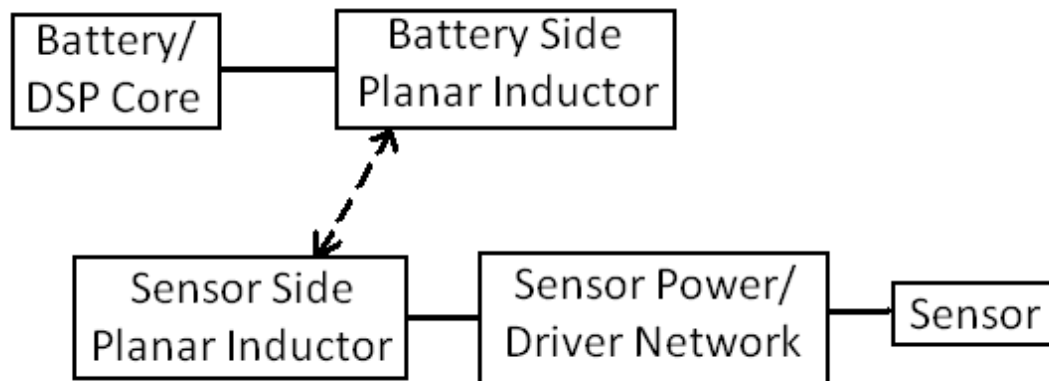 Battery/
DSP Core
Battery Side
Planar Inductor
Sensor Side
Planar Inductor
Sensor Power/
Driver Network
Sensor